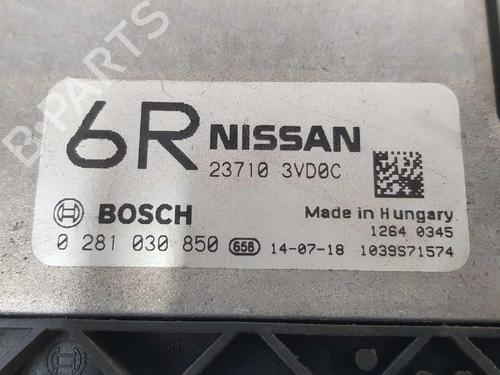 B-PARTS
6R NISSAN
23710 3VD0C
BOSCH
Made in Hungary
1264 0345
0 281 030 850 658 14-07-18 1039S71574